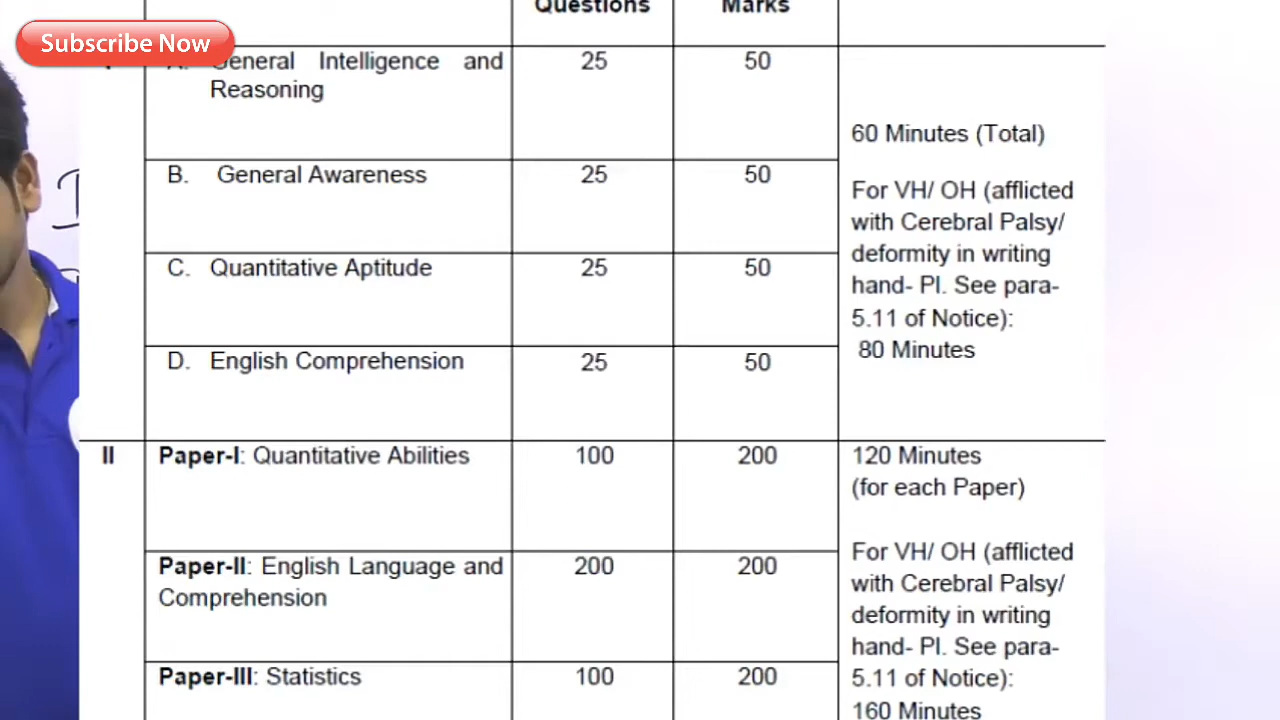 Questions Marks
Subscribe Now
General Intelligence and 25 50
Reasoning
60 Minutes (Total)
B. General Awareness 25 50
For VH/ OH (afflicted
with Cerebral Palsy/
deformity in writing
C. Quantitative Aptitude 25 50
hand- Pl. See para-
5.11 of Notice):
80 Minutes
D. English Comprehension 25 50
II Paper-I: Quantitative Abilities 100 200 120 Minutes
(for each Paper)
For VH/ OH (afflicted
Paper-II: English Language and 200 200
with Cerebral Palsy/
Comprehension
deformity in writing
hand- Pl. See para-
Paper-III: Statistics 100 200 5.11 of Notice):
160 Minutes